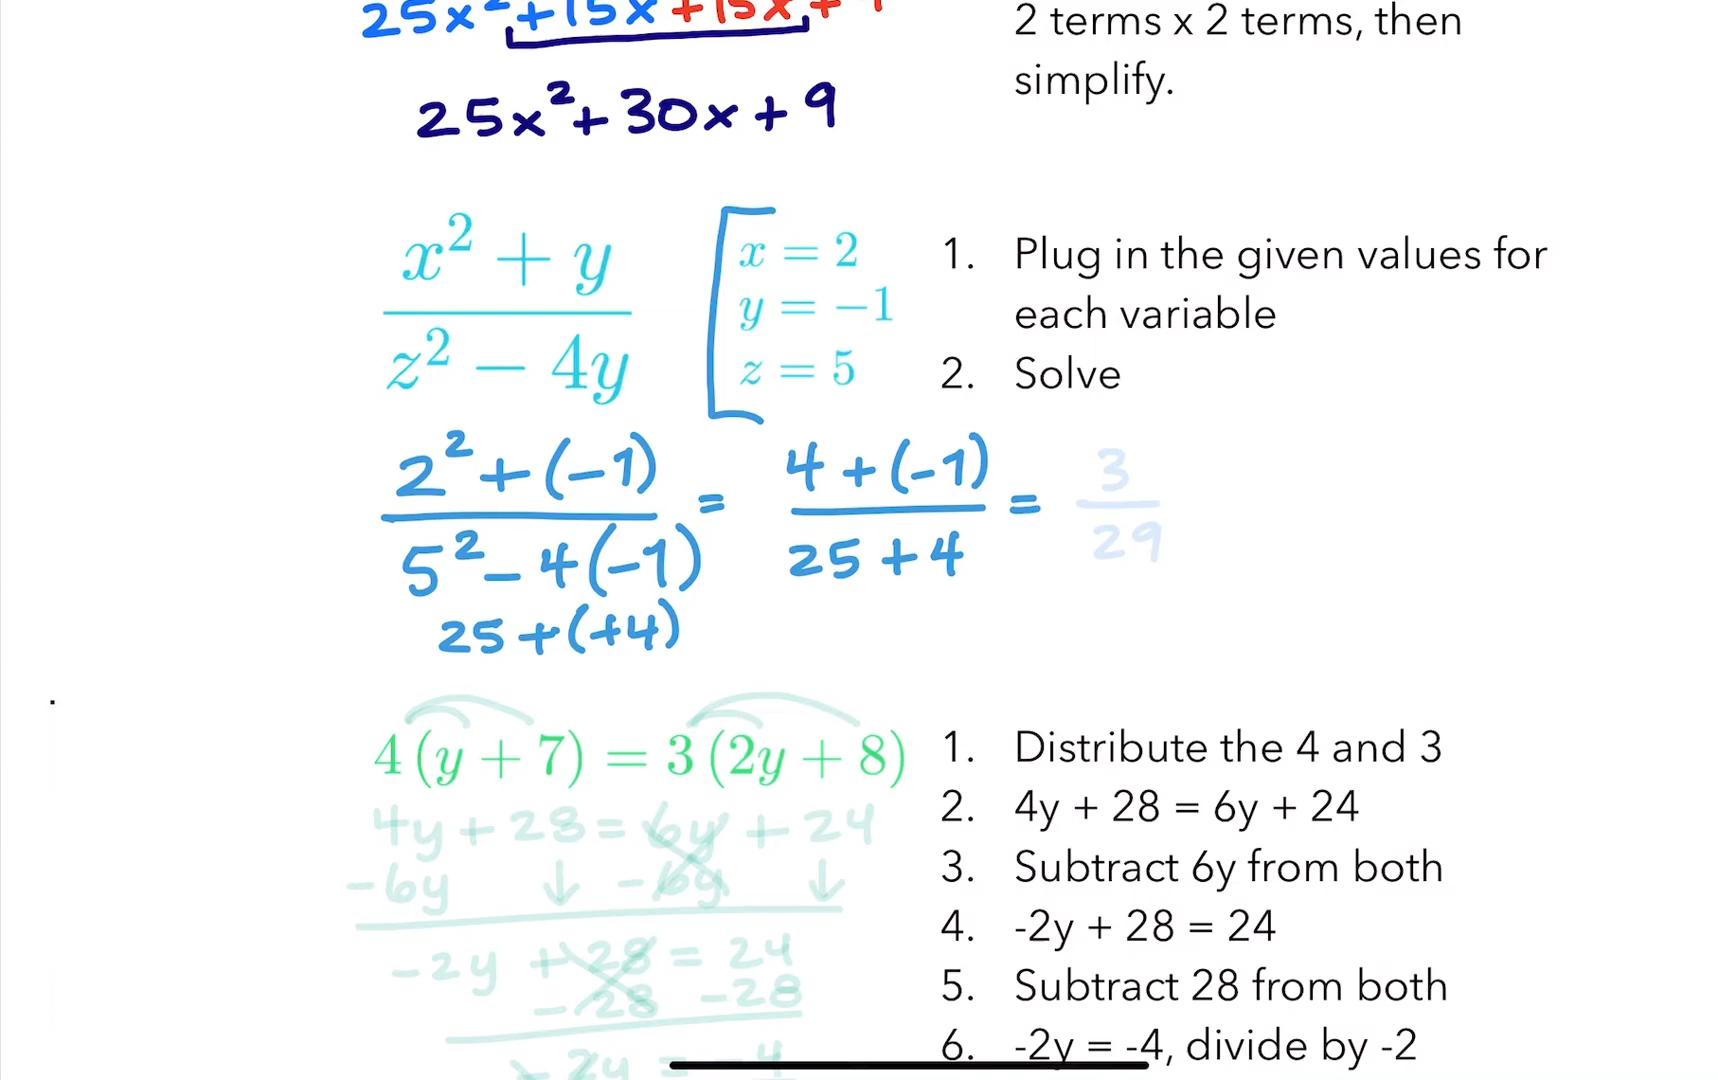 25x²+15x+15x+9
2 terms x 2 terms, then
simplify.
25x²+30x+9
x² + y
z² − 4y
x = 2
y = −1
z = 5
1. Plug in the given values for
each variable
2. Solve
2²+(-1)
5²-4(-1)
=
4+(-1)
25+4
=
3
29
25+(+4)
4(y + 7) = 3(2y + 8)
4y+28=6y+24
-6y ↓ -6y ↓
-2y +28=24
-28 -28
-2y = -4
1. Distribute the 4 and 3
2. 4y + 28 = 6y + 24
3. Subtract 6y from both
4. -2y + 28 = 24
5. Subtract 28 from both
6. -2y = -4, divide by -2